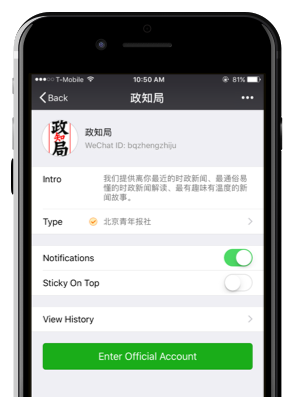 T-Mobile 10:50 AM 81%
Back 政知局
政知局
政知局
WeChat ID: bqzhengzhiju
Intro 我们提供离你最近的时政新闻、最通俗易
懂的时政新闻解读、最有趣味有温度的新
闻故事。
Type 北京青年报社
Notifications
Sticky On Top
View History
Enter Official Account